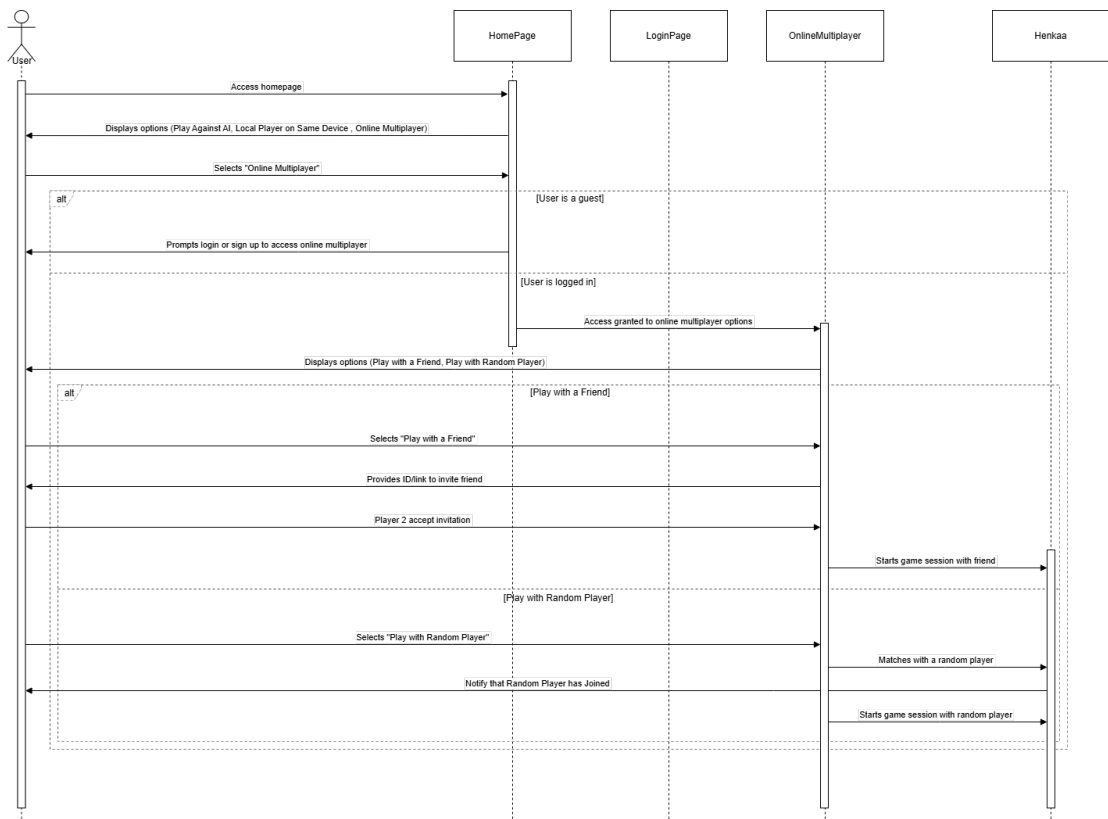 User
HomePage
LoginPage
OnlineMultiplayer
Henkaa
Access homepage
Displays options (Play Against AI, Local Player on Same Device , Online Multiplayer)
Selects "Online Multiplayer"
alt
[User is a guest]
Prompts login or sign up to access online multiplayer
[User is logged in]
Access granted to online multiplayer options
Displays options (Play with a Friend, Play with Random Player)
alt
[Play with a Friend]
Selects "Play with a Friend"
Provides ID/link to invite friend
Player 2 accept invitation
Starts game session with friend
[Play with Random Player]
Selects "Play with Random Player"
Matches with a random player
Notify that Random Player has Joined
Starts game session with random player